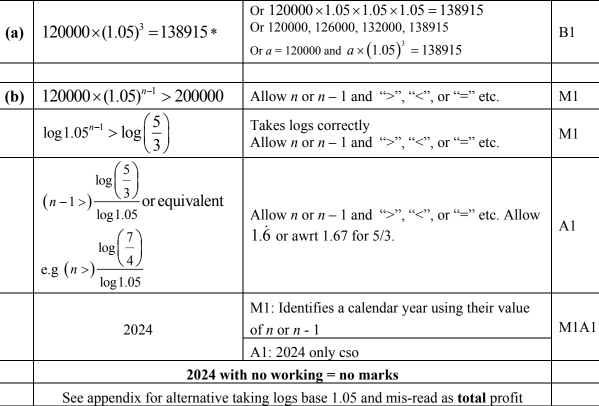 (a) 120000×(1.05)³ = 138915 * Or 120000×1.05×1.05×1.05 = 138915 B1
Or 120000, 126000, 132000, 138915
Or a = 120000 and a×(1.05)³ = 138915
(b) 120000×(1.05)ⁿ⁻¹ > 200000 Allow n or n – 1 and “>”, “<”, or “=” etc. M1
log1.05ⁿ⁻¹ > log(5/3) Takes logs correctly M1
Allow n or n – 1 and “>”, “<”, or “=” etc.
(n−1 >) log(5/3)/log1.05 or equivalent Allow n or n – 1 and “>”, “<”, or “=” etc. Allow A1
e.g (n >) log(7/4)/log1.05 1.6̇ or awrt 1.67 for 5/3.
2024 M1: Identifies a calendar year using their value M1A1
of n or n - 1
A1: 2024 only cso
2024 with no working = no marks
See appendix for alternative taking logs base 1.05 and mis-read as total profit